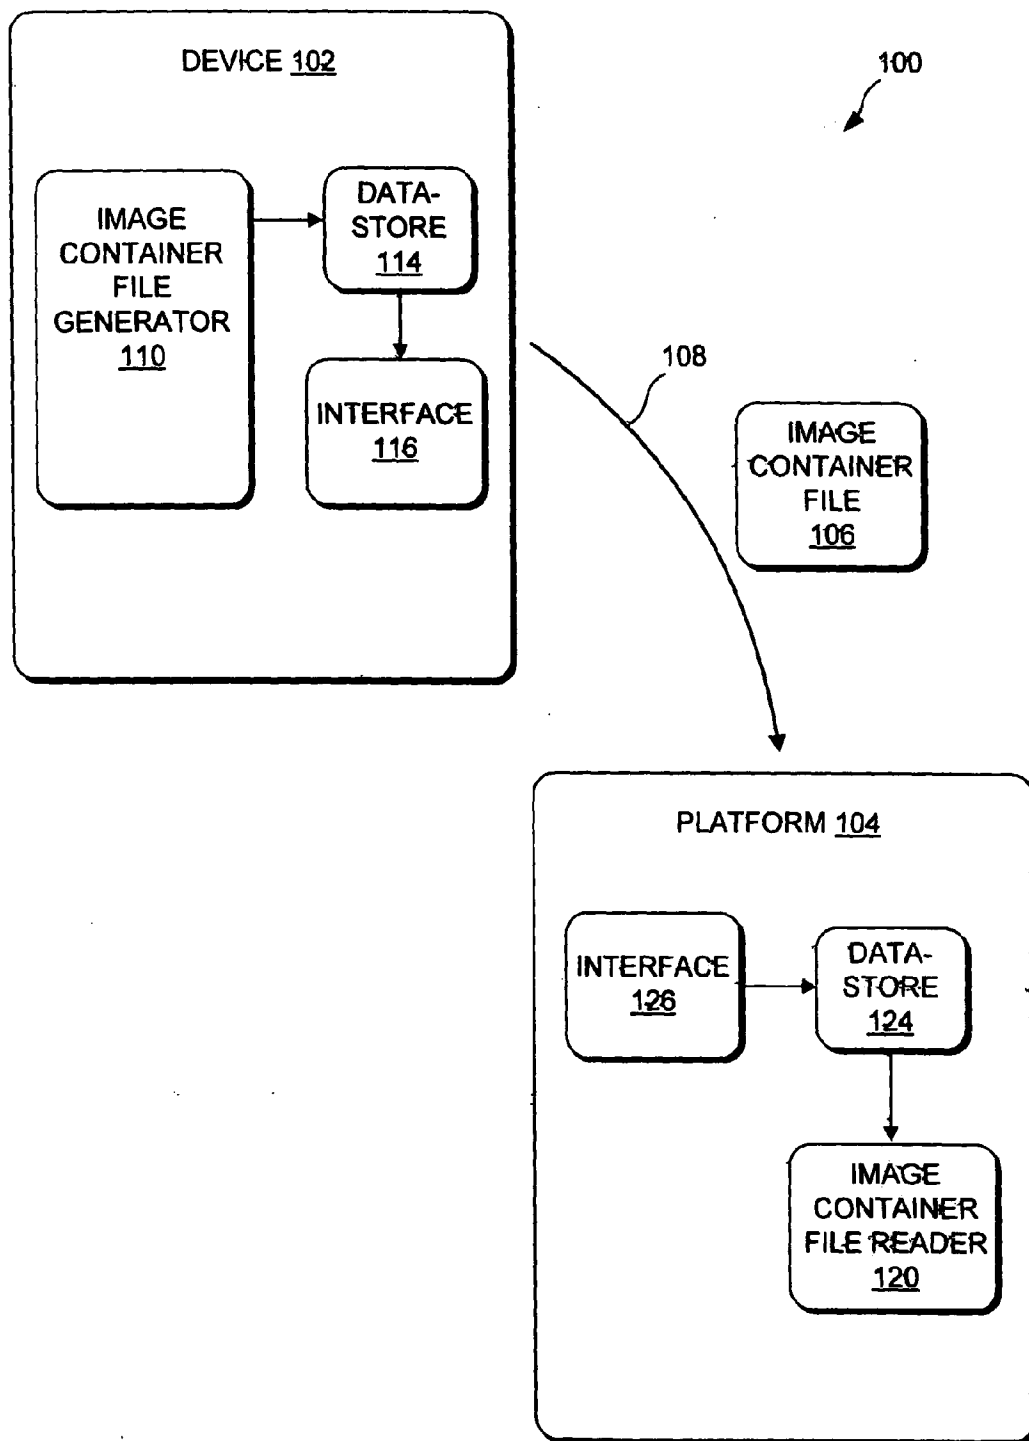 DEVICE 102
100
IMAGE
CONTAINER
FILE
GENERATOR
110
DATA-
STORE
114
INTERFACE
116
108
IMAGE
CONTAINER
FILE
106
PLATFORM 104
INTERFACE
126
DATA-
STORE
124
IMAGE
CONTAINER
FILE READER
120